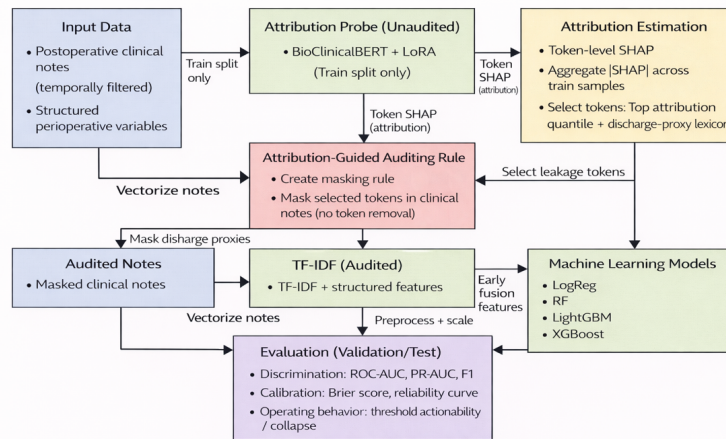 Input Data
• Postoperative clinical
notes
(temporally filtered)
• Structured
perioperative variables
Train split
only
Attribution Probe (Unaudited)
• BioClinicalBERT + LoRA
(Train split only)
Token
SHAP
(attribution)
Attribution Estimation
• Token-level SHAP
• Aggregate |SHAP| across
train samples
• Select tokens: Top attribution
quantile + discharge-proxy lexicon
Token SHAP
(attribution)
Vectorize notes
Attribution-Guided Auditing Rule
• Create masking rule
• Mask selected tokens in clinical
notes (no token removal)
Select leakage tokens
Mask disharge proxies
Audited Notes
• Masked clinical notes
Vectorize notes
TF-IDF (Audited)
• TF-IDF + structured features
Early
fusion
features
Machine Learning Models
• LogReg
• RF
• LightGBM
• XGBoost
Preprocess + scale
Evaluation (Validation/Test)
• Discrimination: ROC-AUC, PR-AUC, F1
• Calibration: Brier score, reliability curve
• Operating behavior: threshold actionability
/ collapse